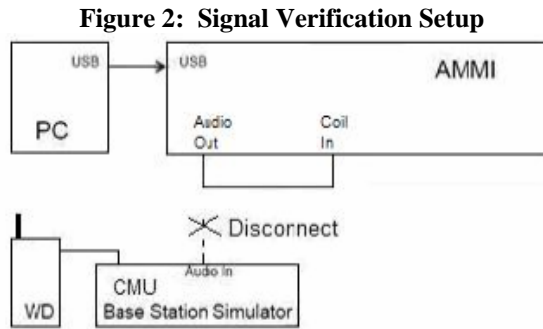 Figure 2: Signal Verification Setup
USB
USB
AMMI
PC
Audio
Out
Coil
In
Disconnect
Audio In
CMU
Base Station Simulator
WD